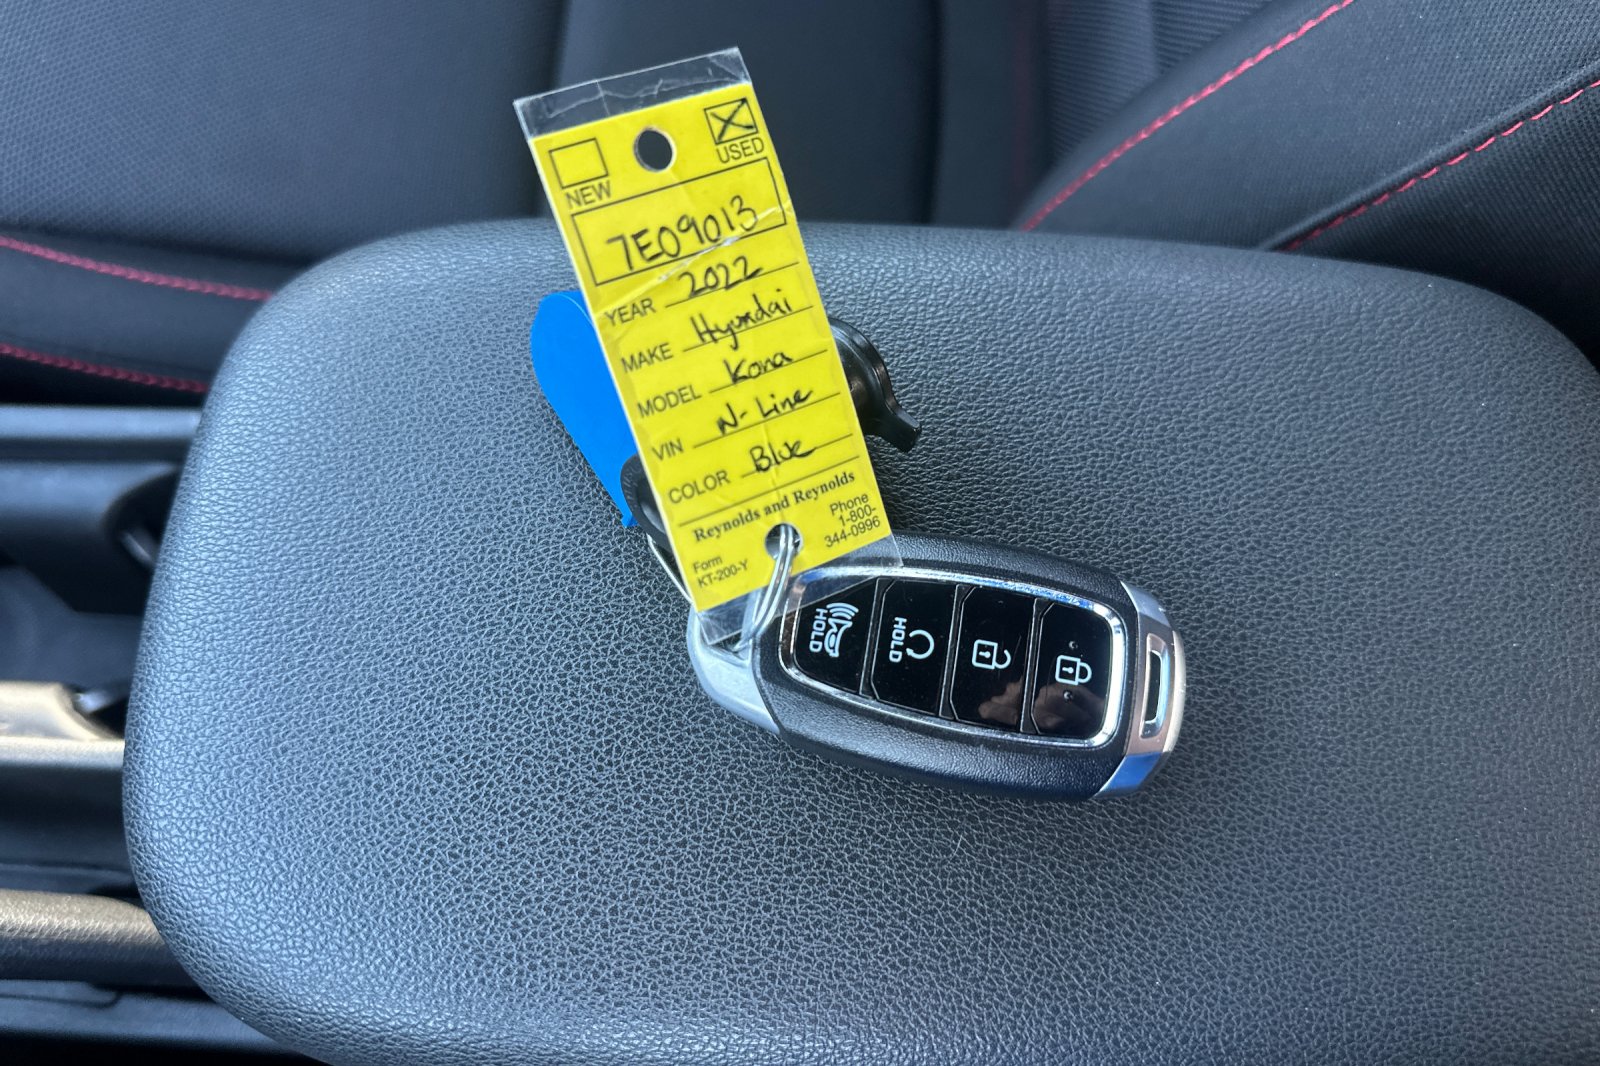 NEW
USED
7E09013
YEAR 2022
MAKE Hyundai
MODEL Kona
VIN N-Line
COLOR Blue
Reynolds and Reynolds
Form
KT-200-Y
Phone
1-800-
344-0996
HOLD
HOLD